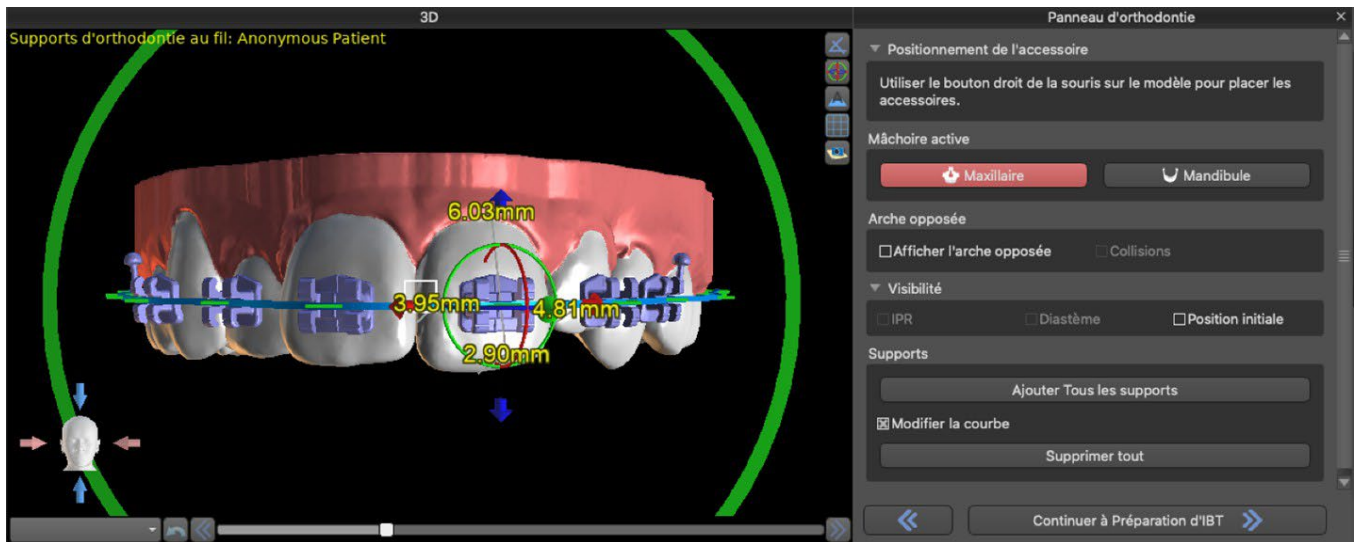 3D
Panneau d'orthodontie
Supports d'orthodontie au fil: Anonymous Patient
6.03mm
3.95mm
4.81mm
2.90mm
Positionnement de l'accessoire
Utiliser le bouton droit de la souris sur le modèle pour placer les
accessoires.
Mâchoire active
Maxillaire
Mandibule
Arche opposée
Afficher l'arche opposée
Collisions
Visibilité
IPR
Diastème
Position initiale
Supports
Ajouter Tous les supports
Modifier la courbe
Supprimer tout
Continuer à Préparation d'IBT